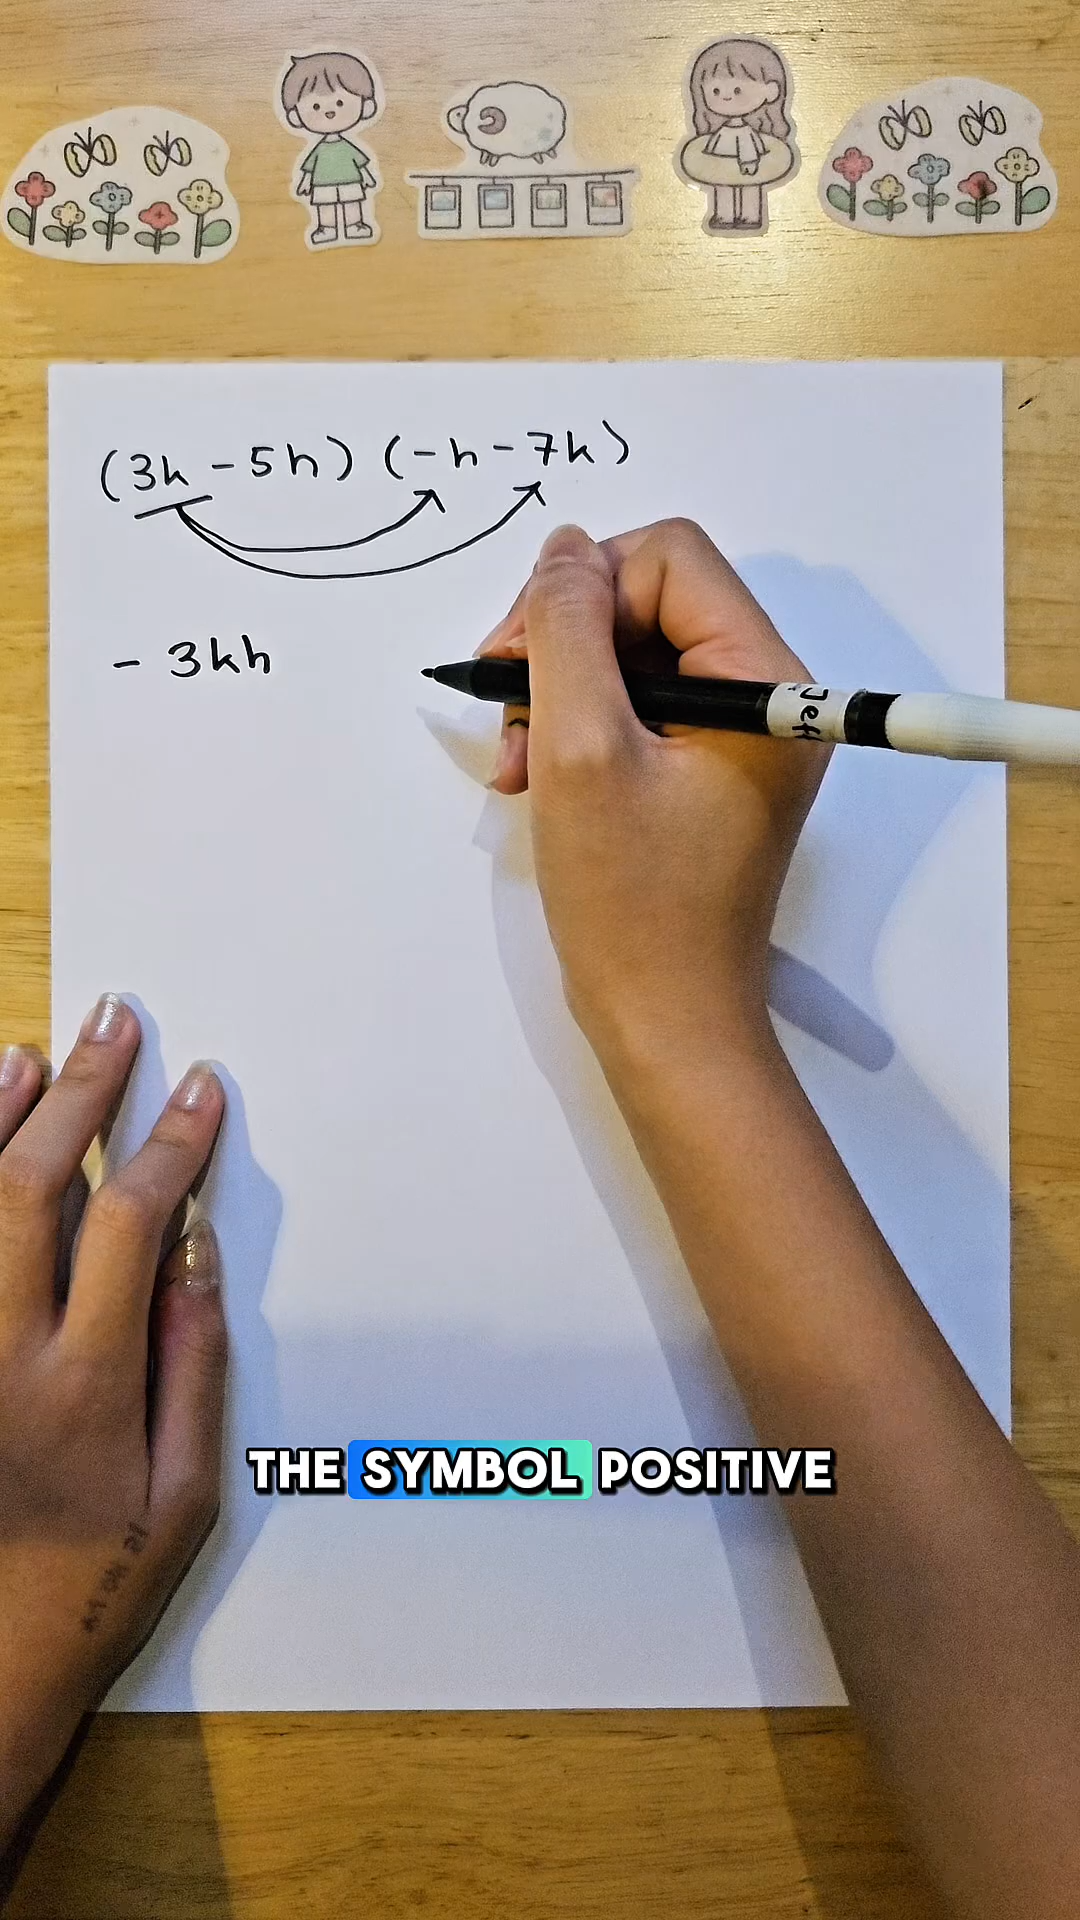 (3k - 5h) (-h - 7k)
- 3kh
Jeff
THE SYMBOL POSITIVE